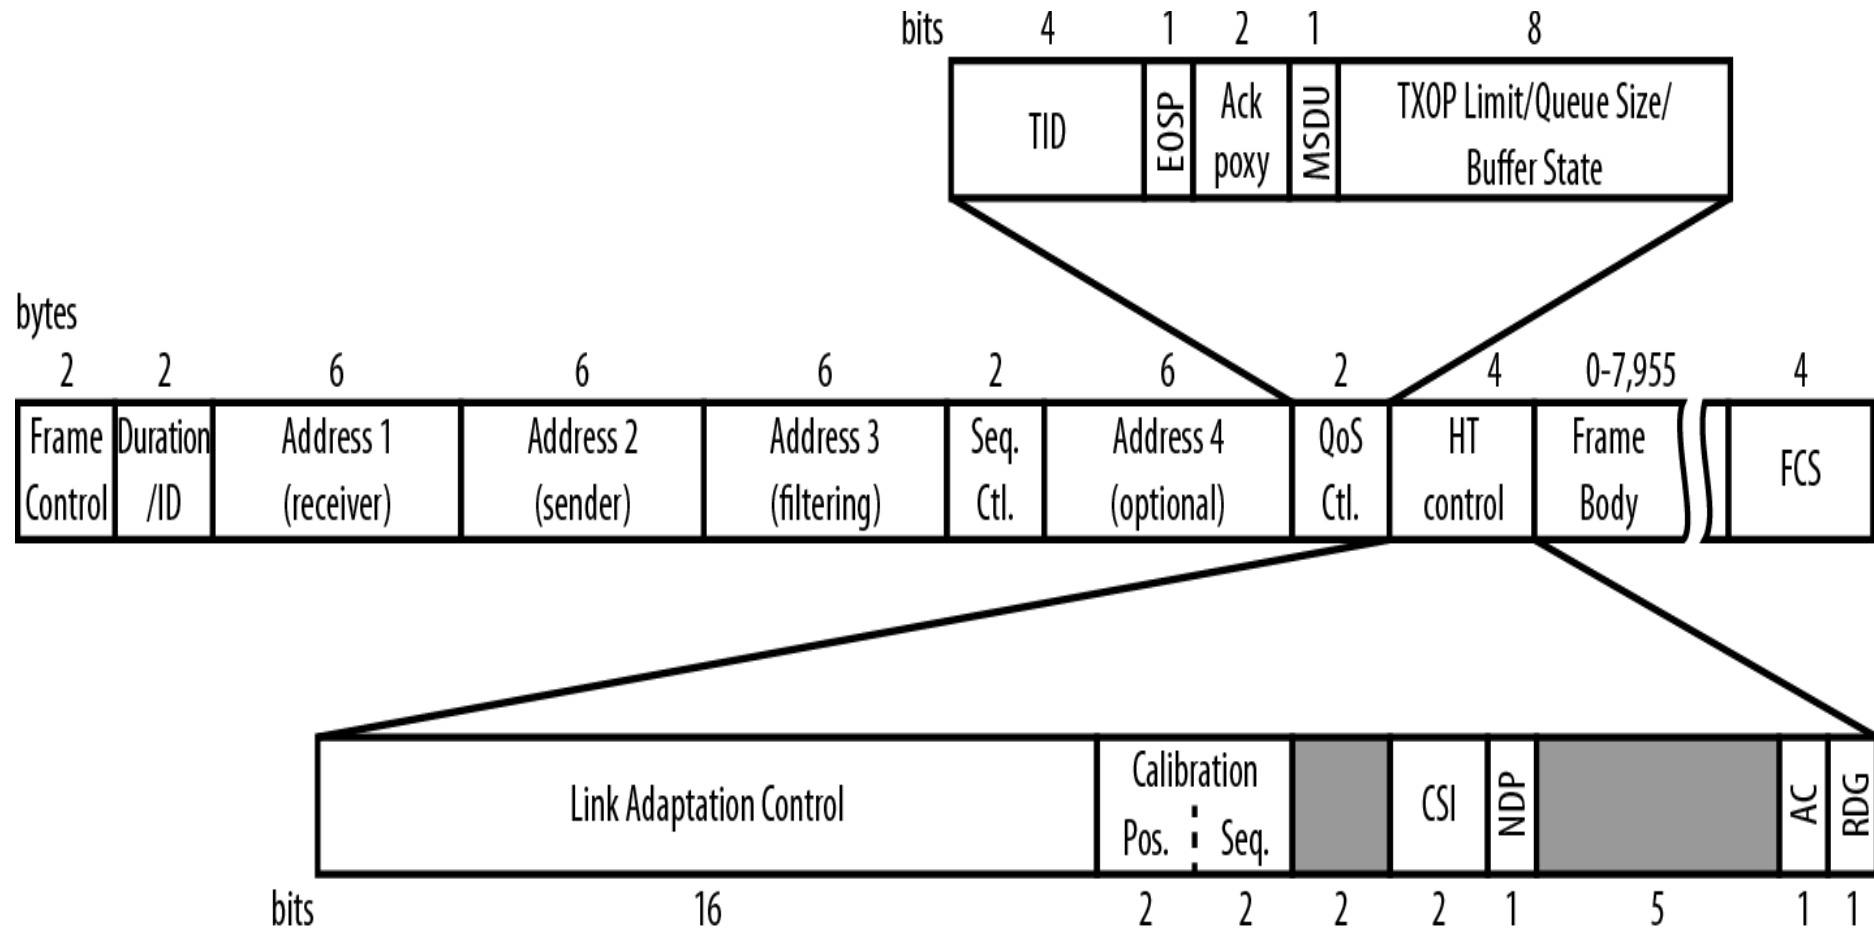 bits 4 1 2 1 8
TID
EOSP
Ack
poxy
MSDU
TXOP Limit/Queue Size/
Buffer State
bytes
2 2 6 6 6 2 6 2 4 0-7,955 4
Frame
Control
Duration
/ID
Address 1
(receiver)
Address 2
(sender)
Address 3
(filtering)
Seq.
Ctl.
Address 4
(optional)
QoS
Ctl.
HT
control
Frame
Body
FCS
Link Adaptation Control
Calibration
Pos. Seq.
CSI
NDP
AC
RDG
bits 16 2 2 2 2 1 5 1 1